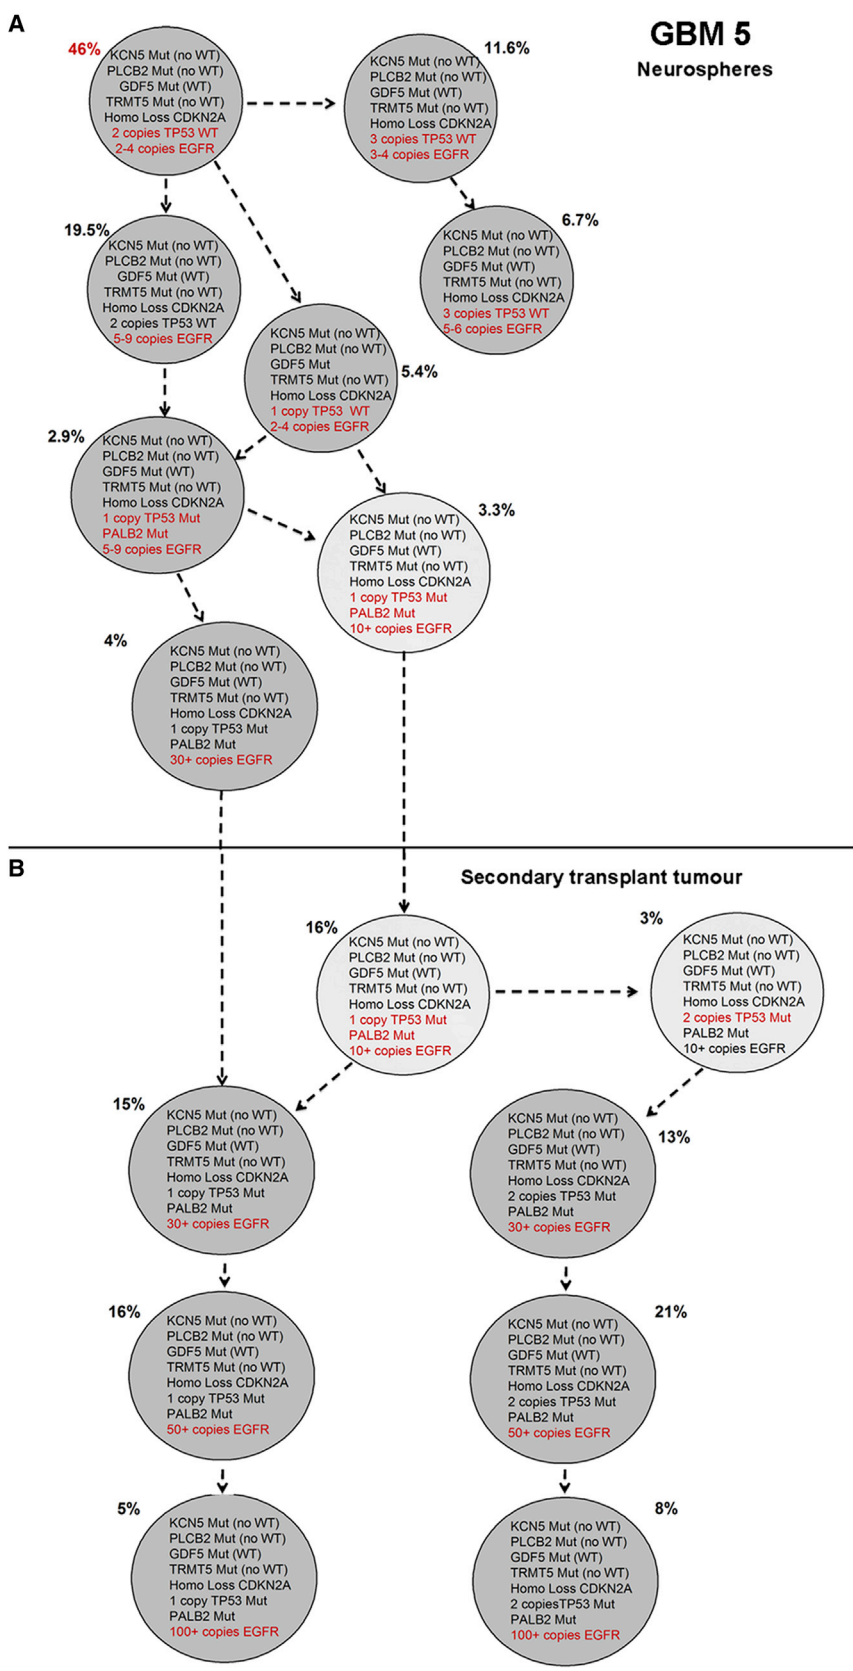 A
GBM 5
Neurospheres
46%
KCN5 Mut (no WT)
PLCB2 Mut (no WT)
GDF5 Mut (WT)
TRMT5 Mut (no WT)
Homo Loss CDKN2A
2 copies TP53 WT
2-4 copies EGFR
11.6%
KCN5 Mut (no WT)
PLCB2 Mut (no WT)
GDF5 Mut (WT)
TRMT5 Mut (no WT)
Homo Loss CDKN2A
3 copies TP53 WT
3-4 copies EGFR
19.5%
KCN5 Mut (no WT)
PLCB2 Mut (no WT)
GDF5 Mut (WT)
TRMT5 Mut (no WT)
Homo Loss CDKN2A
2 copies TP53 WT
5-9 copies EGFR
6.7%
KCN5 Mut (no WT)
PLCB2 Mut (no WT)
GDF5 Mut (WT)
TRMT5 Mut (no WT)
Homo Loss CDKN2A
3 copies TP53 WT
5-6 copies EGFR
5.4%
KCN5 Mut (no WT)
PLCB2 Mut (no WT)
GDF5 Mut
TRMT5 Mut (no WT)
Homo Loss CDKN2A
1 copy TP53 WT
2-4 copies EGFR
2.9%
KCN5 Mut (no WT)
PLCB2 Mut (no WT)
GDF5 Mut (WT)
TRMT5 Mut (no WT)
Homo Loss CDKN2A
1 copy TP53 Mut
PALB2 Mut
5-9 copies EGFR
3.3%
KCN5 Mut (no WT)
PLCB2 Mut (no WT)
GDF5 Mut (WT)
TRMT5 Mut (no WT)
Homo Loss CDKN2A
1 copy TP53 Mut
PALB2 Mut
10+ copies EGFR
4%
KCN5 Mut (no WT)
PLCB2 Mut (no WT)
GDF5 Mut (WT)
TRMT5 Mut (no WT)
Homo Loss CDKN2A
1 copy TP53 Mut
PALB2 Mut
30+ copies EGFR
B
Secondary transplant tumour
16%
KCN5 Mut (no WT)
PLCB2 Mut (no WT)
GDF5 Mut (WT)
TRMT5 Mut (no WT)
Homo Loss CDKN2A
1 copy TP53 Mut
PALB2 Mut
10+ copies EGFR
3%
KCN5 Mut (no WT)
PLCB2 Mut (no WT)
GDF5 Mut (WT)
TRMT5 Mut (no WT)
Homo Loss CDKN2A
2 copies TP53 Mut
PALB2 Mut
10+ copies EGFR
15%
KCN5 Mut (no WT)
PLCB2 Mut (no WT)
GDF5 Mut (WT)
TRMT5 Mut (no WT)
Homo Loss CDKN2A
1 copy TP53 Mut
PALB2 Mut
30+ copies EGFR
13%
KCN5 Mut (no WT)
PLCB2 Mut (no WT)
GDF5 Mut (WT)
TRMT5 Mut (no WT)
Homo Loss CDKN2A
2 copies TP53 Mut
PALB2 Mut
30+ copies EGFR
16%
KCN5 Mut (no WT)
PLCB2 Mut (no WT)
GDF5 Mut (WT)
TRMT5 Mut (no WT)
Homo Loss CDKN2A
1 copy TP53 Mut
PALB2 Mut
50+ copies EGFR
21%
KCN5 Mut (no WT)
PLCB2 Mut (no WT)
GDF5 Mut (WT)
TRMT5 Mut (no WT)
Homo Loss CDKN2A
2 copies TP53 Mut
PALB2 Mut
50+ copies EGFR
5%
KCN5 Mut (no WT)
PLCB2 Mut (no WT)
GDF5 Mut (WT)
TRMT5 Mut (no WT)
Homo Loss CDKN2A
1 copy TP53 Mut
PALB2 Mut
100+ copies EGFR
8%
KCN5 Mut (no WT)
PLCB2 Mut (no WT)
GDF5 Mut (WT)
TRMT5 Mut (no WT)
Homo Loss CDKN2A
2 copiesTP53 Mut
PALB2 Mut
100+ copies EGFR